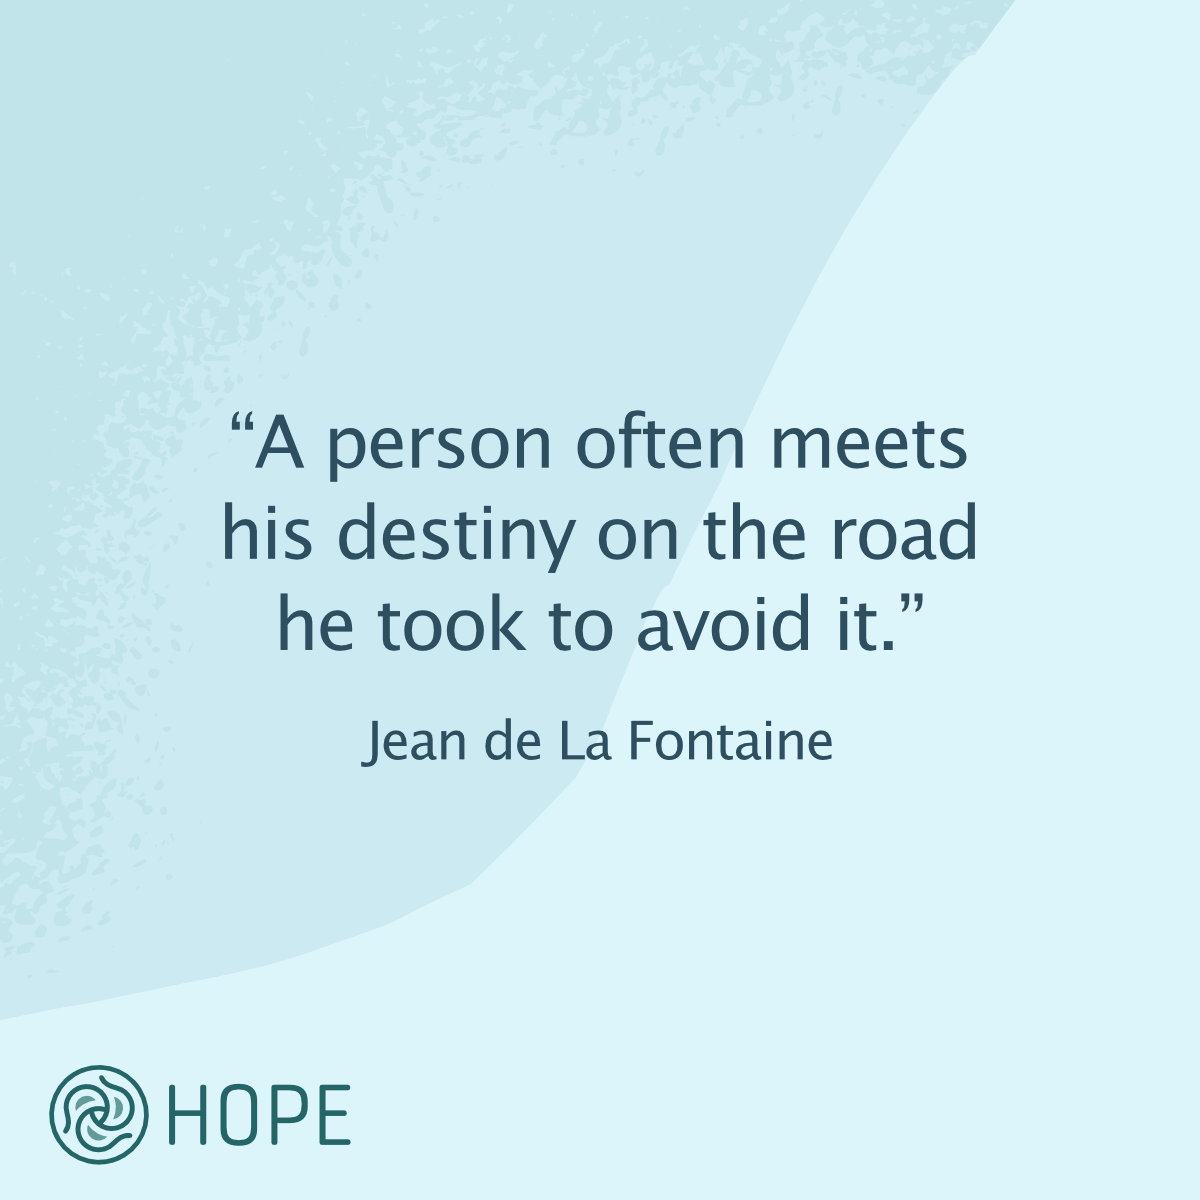 “A person often meets
his destiny on the road
he took to avoid it.”
Jean de La Fontaine
HOPE